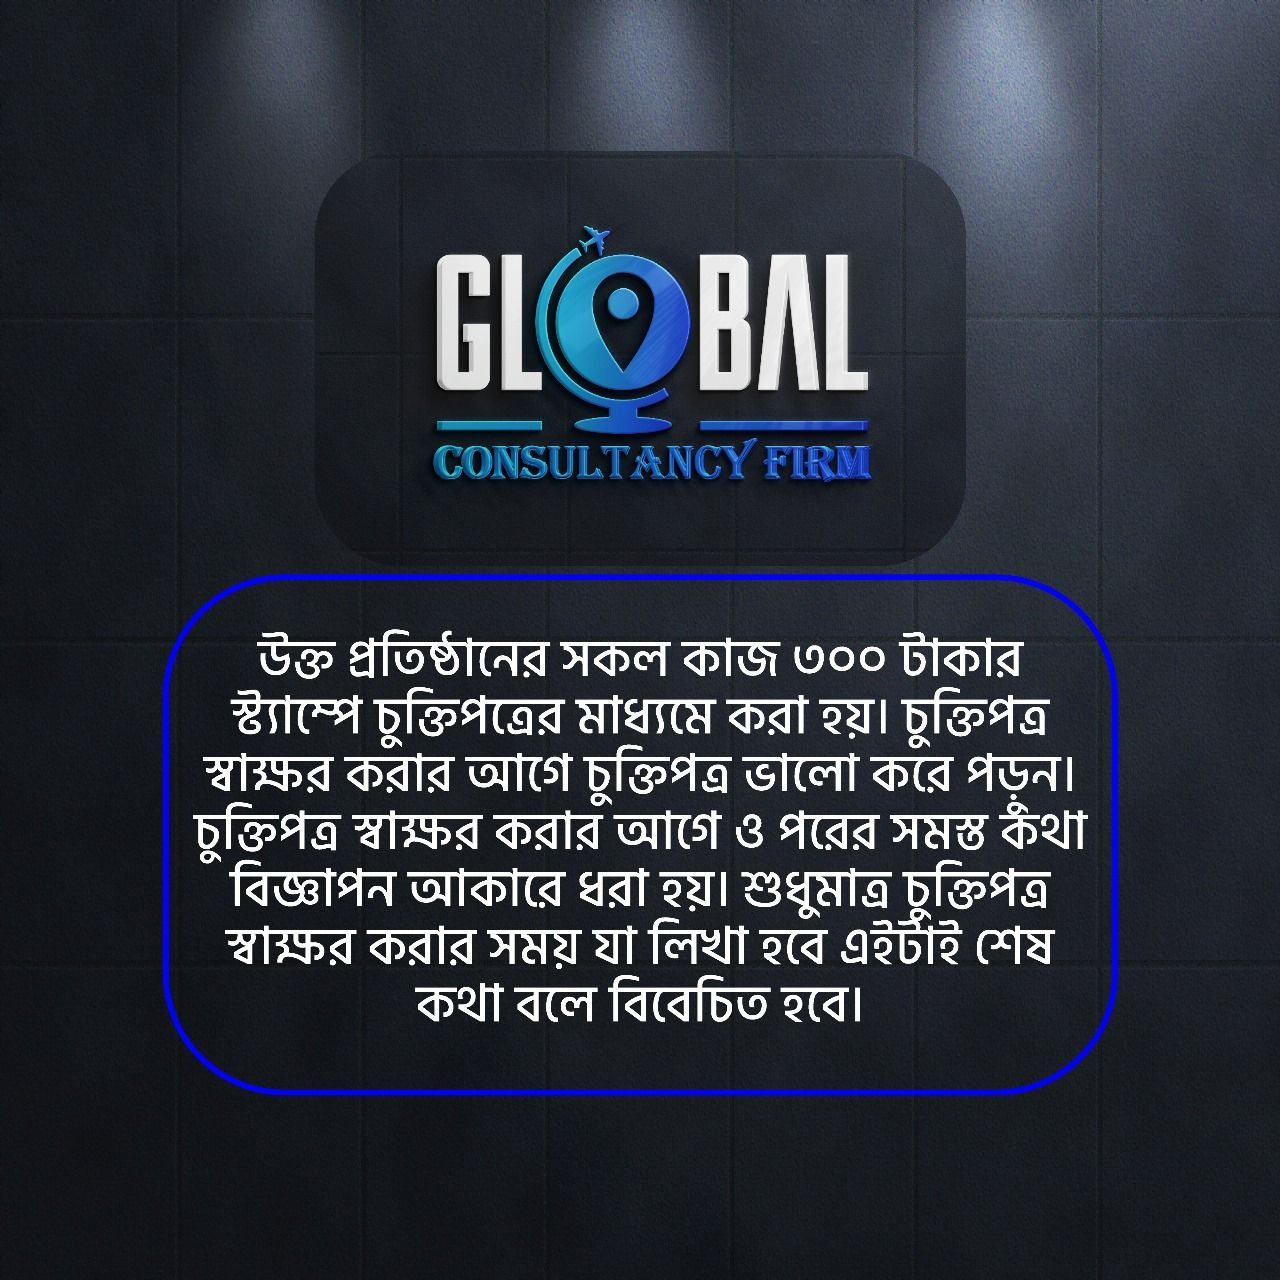 GLOBAL
CONSULTANCY FIRM
উক্ত প্রতিষ্ঠানের সকল কাজ ৩০০ টাকার
স্ট্যাম্পে চুক্তিপত্রের মাধ্যমে করা হয়। চুক্তিপত্র
স্বাক্ষর করার আগে চুক্তিপত্র ভালো করে পড়ুন।
চুক্তিপত্র স্বাক্ষর করার আগে ও পরের সমস্ত কথা
বিজ্ঞাপন আকারে ধরা হয়। শুধুমাত্র চুক্তিপত্র
স্বাক্ষর করার সময় যা লিখা হবে এইটাই শেষ
কথা বলে বিবেচিত হবে।